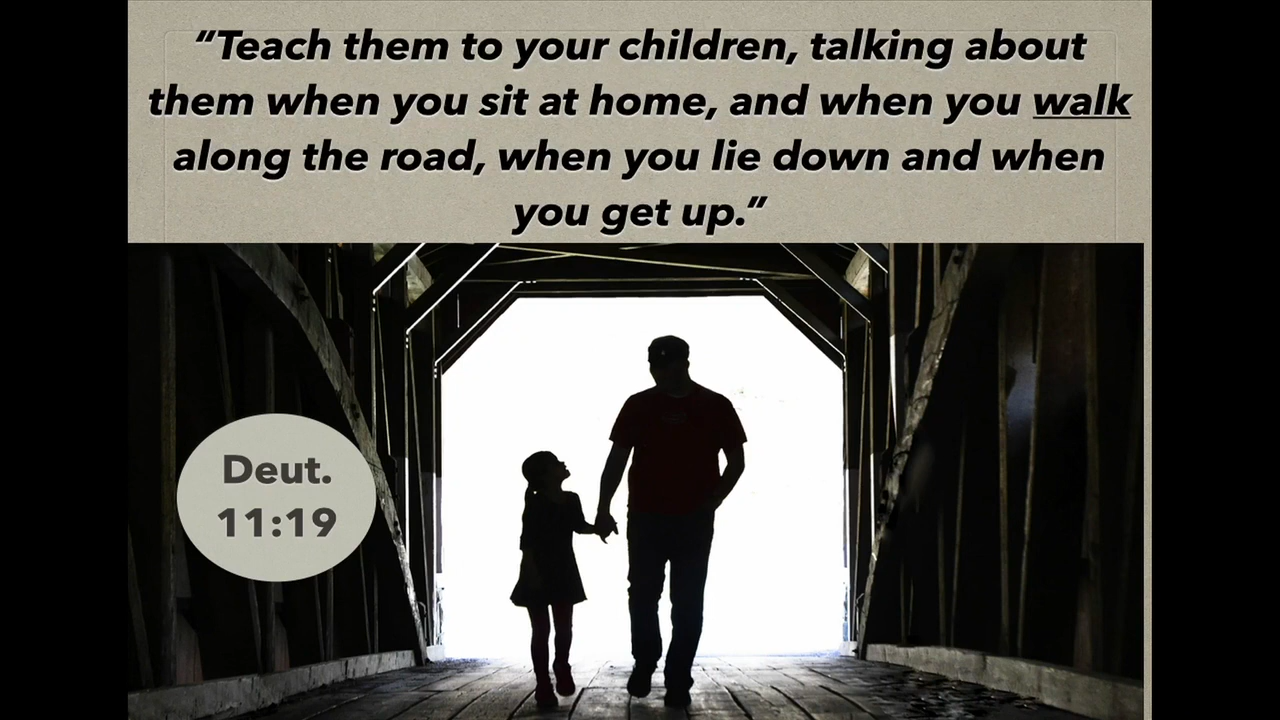 “Teach them to your children, talking about
them when you sit at home, and when you walk
along the road, when you lie down and when
you get up.”
Deut.
11:19